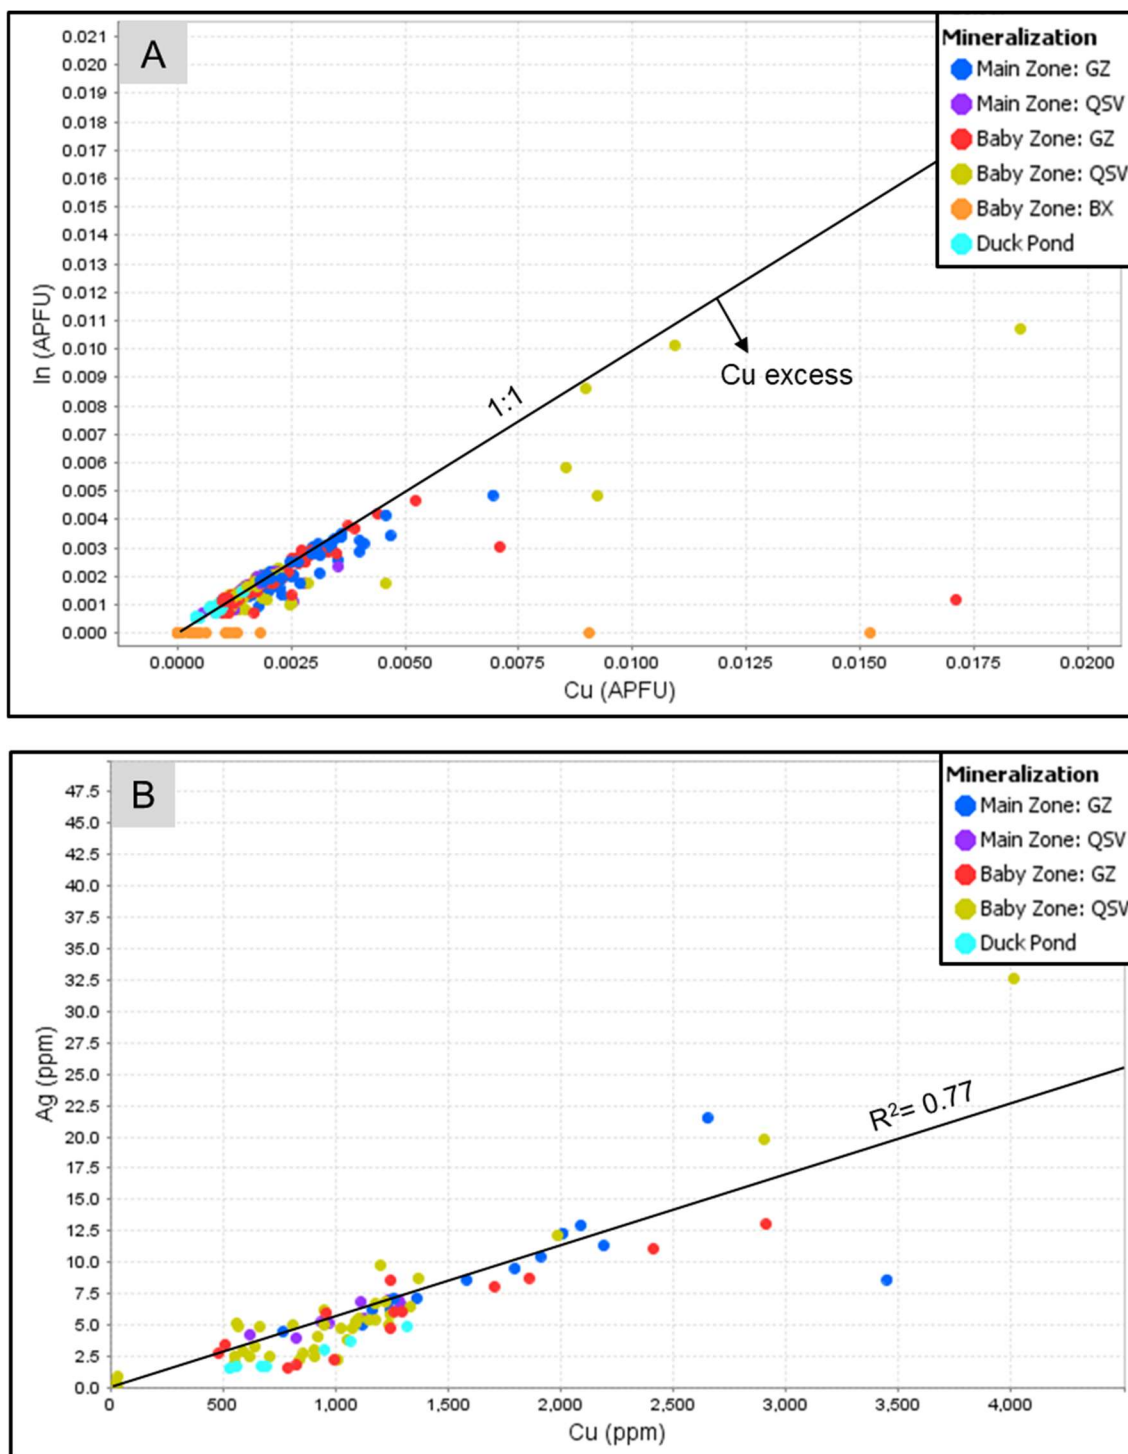 A
Mineralization
Main Zone: GZ
Main Zone: QSV
Baby Zone: GZ
Baby Zone: QSV
Baby Zone: BX
Duck Pond
0.021
0.020
0.019
0.018
0.017
0.016
0.015
0.014
0.013
0.012
0.011
0.010
0.009
0.008
0.007
0.006
0.005
0.004
0.003
0.002
0.001
0.000
In (APFU)
1:1
Cu excess
0.0000 0.0025 0.0050 0.0075 0.0100 0.0125 0.0150 0.0175 0.0200
Cu (APFU)
B
Mineralization
Main Zone: GZ
Main Zone: QSV
Baby Zone: GZ
Baby Zone: QSV
Duck Pond
47.5
45.0
42.5
40.0
37.5
35.0
32.5
30.0
27.5
25.0
22.5
20.0
17.5
15.0
12.5
10.0
7.5
5.0
2.5
0.0
Ag (ppm)
R²= 0.77
0 500 1,000 1,500 2,000 2,500 3,000 3,500 4,000
Cu (ppm)